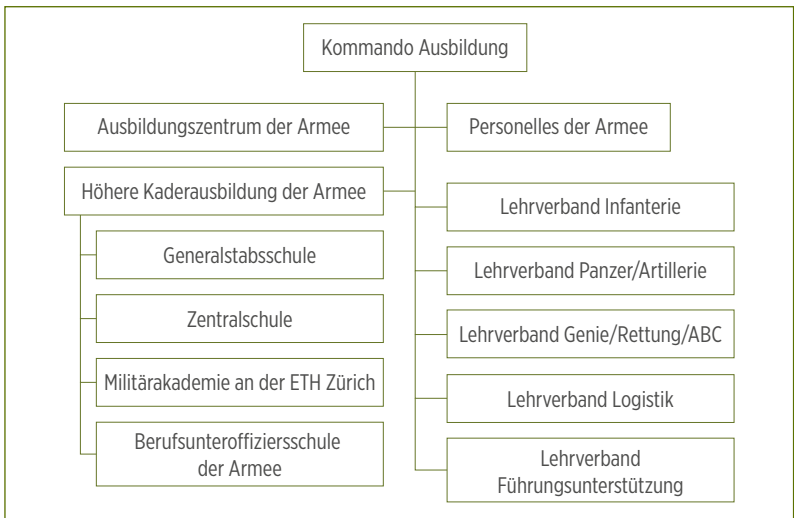 Kommando Ausbildung
Ausbildungszentrum der Armee
Personelles der Armee
Höhere Kaderausbildung der Armee
Generalstabsschule
Zentralschule
Militärakademie an der ETH Zürich
Berufsunteroffiziersschule
der Armee
Lehrverband Infanterie
Lehrverband Panzer/Artillerie
Lehrverband Genie/Rettung/ABC
Lehrverband Logistik
Lehrverband
Führungsunterstützung